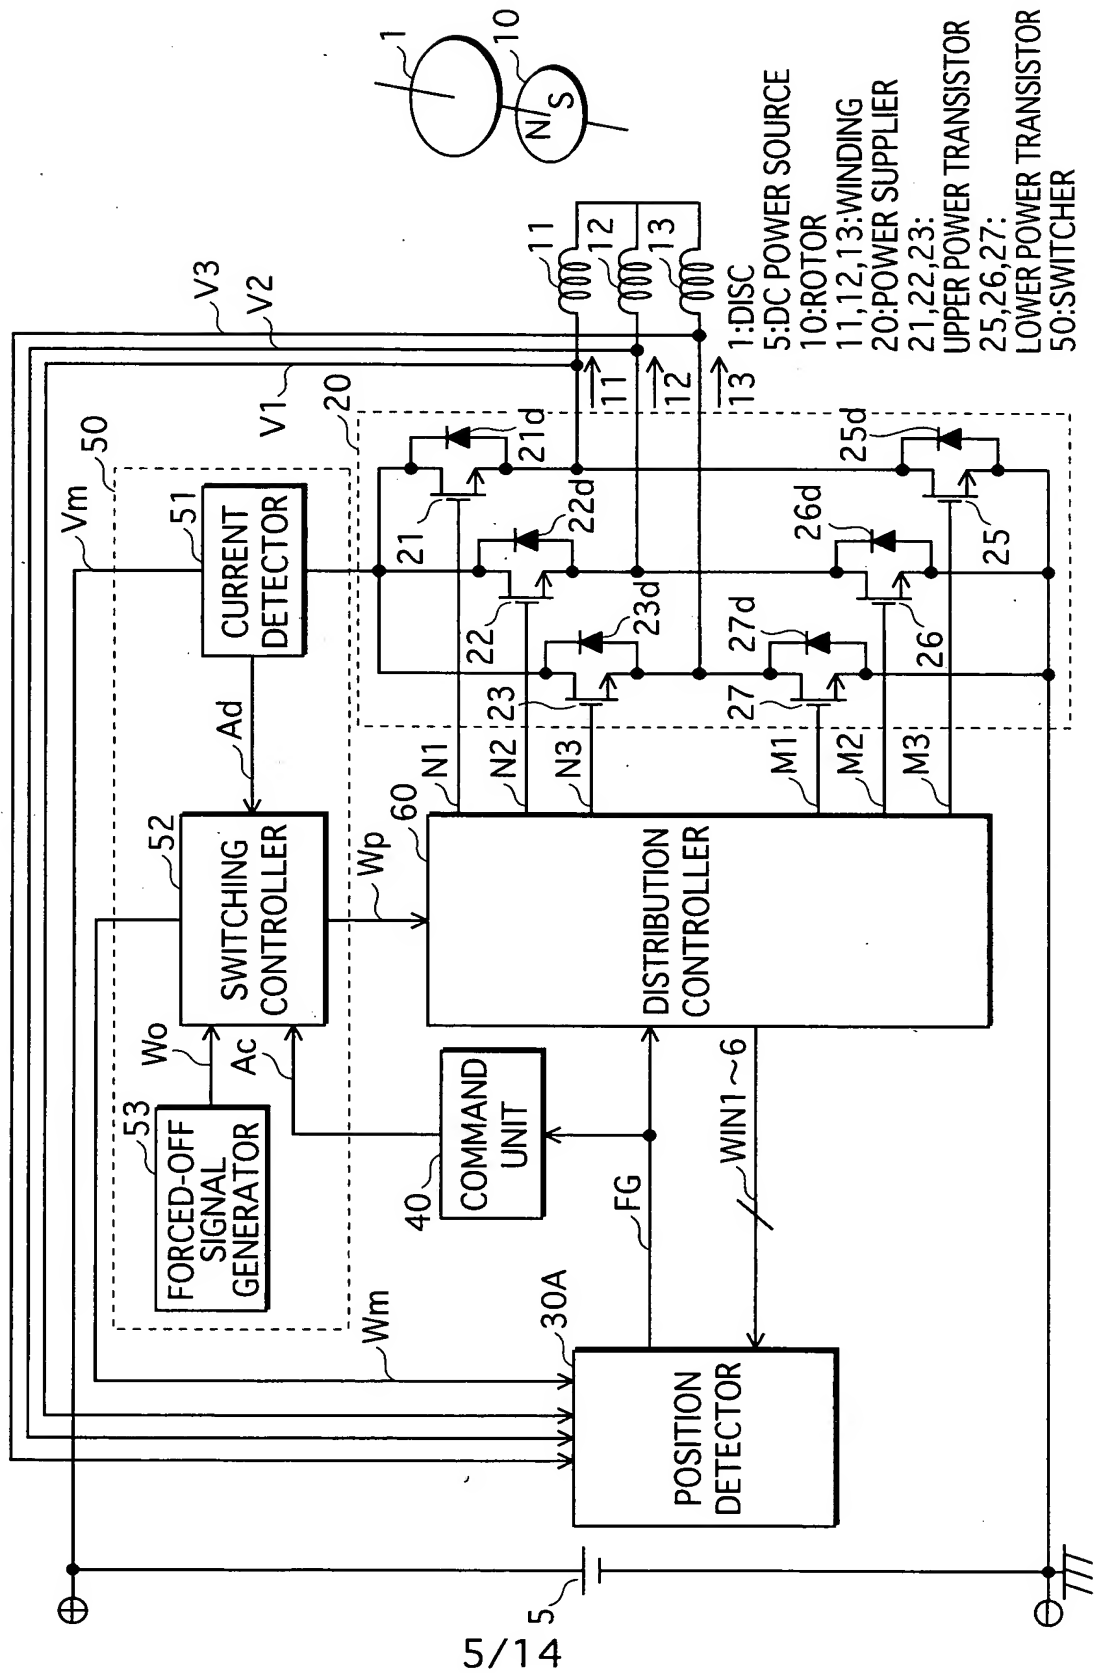 Vm
50
V1
V2
V3
51
CURRENT
DETECTOR
Ad
52
SWITCHING
CONTROLLER
Wo
Ac
53
FORCED-OFF
SIGNAL
GENERATOR
Wm
Wp
40
COMMAND
UNIT
FG
WIN1~6
30A
POSITION
DETECTOR
60
DISTRIBUTION
CONTROLLER
N1
N2
N3
M1
M2
M3
20
21
21d
22
22d
23
23d
25
25d
26
26d
27
27d
11
12
13
11
12
13
1
10
N
S
5
1:DISC
5:DC POWER SOURCE
10:ROTOR
11,12,13:WINDING
20:POWER SUPPLIER
21,22,23:
UPPER POWER TRANSISTOR
25,26,27:
LOWER POWER TRANSISTOR
50:SWITCHER
5/14